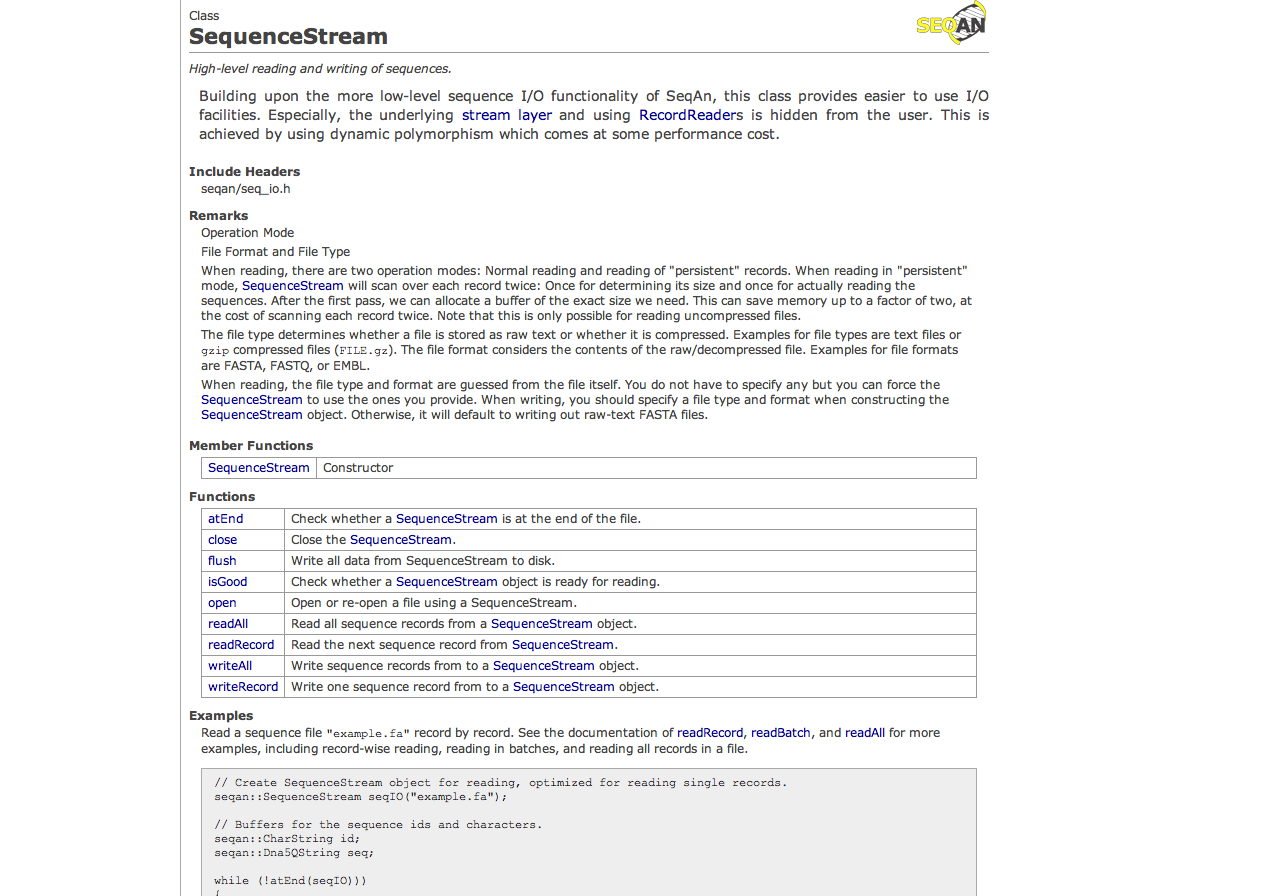 Class
SEQAN
SequenceStream
High-level reading and writing of sequences.
Building upon the more low-level sequence I/O functionality of SeqAn, this class provides easier to use I/O
facilities. Especially, the underlying stream layer and using RecordReaders is hidden from the user. This is
achieved by using dynamic polymorphism which comes at some performance cost.
Include Headers
seqan/seq_io.h
Remarks
Operation Mode
File Format and File Type
When reading, there are two operation modes: Normal reading and reading of "persistent" records. When reading in "persistent"
mode, SequenceStream will scan over each record twice: Once for determining its size and once for actually reading the
sequences. After the first pass, we can allocate a buffer of the exact size we need. This can save memory up to a factor of two, at
the cost of scanning each record twice. Note that this is only possible for reading uncompressed files.
The file type determines whether a file is stored as raw text or whether it is compressed. Examples for file types are text files or
gzip compressed files (FILE.gz). The file format considers the contents of the raw/decompressed file. Examples for file formats
are FASTA, FASTQ, or EMBL.
When reading, the file type and format are guessed from the file itself. You do not have to specify any but you can force the
SequenceStream to use the ones you provide. When writing, you should specify a file type and format when constructing the
SequenceStream object. Otherwise, it will default to writing out raw-text FASTA files.
Member Functions
SequenceStream Constructor
Functions
atEnd Check whether a SequenceStream is at the end of the file.
close Close the SequenceStream.
flush Write all data from SequenceStream to disk.
isGood Check whether a SequenceStream object is ready for reading.
open Open or re-open a file using a SequenceStream.
readAll Read all sequence records from a SequenceStream object.
readRecord Read the next sequence record from SequenceStream.
writeAll Write sequence records from to a SequenceStream object.
writeRecord Write one sequence record from to a SequenceStream object.
Examples
Read a sequence file "example.fa" record by record. See the documentation of readRecord, readBatch, and readAll for more
examples, including record-wise reading, reading in batches, and reading all records in a file.
// Create SequenceStream object for reading, optimized for reading single records.
seqan::SequenceStream seqIO("example.fa");
// Buffers for the sequence ids and characters.
seqan::CharString id;
seqan::Dna5QString seq;
while (!atEnd(seqIO)))
{